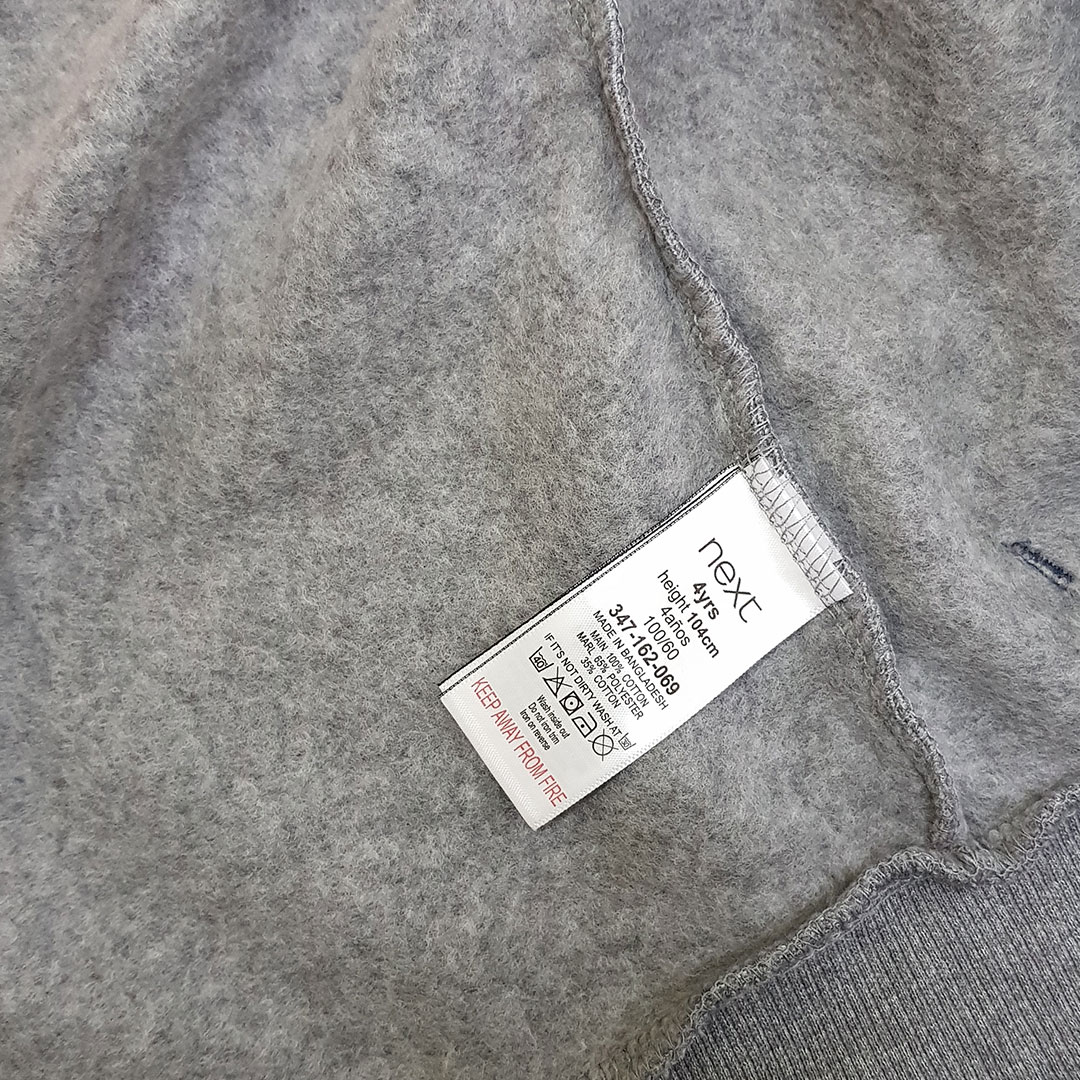 next
4yrs
height 104cm
4años
100/60
347-162-069
MADE IN BANGLADESH
MAIN 100% COTTON
MARL 65% POLYESTER
35% COTTON
IF IT'S NOT DIRTY WASH AT 30
40
Wash inside out
Do not iron trim
Iron on reverse
KEEP AWAY FROM FIRE